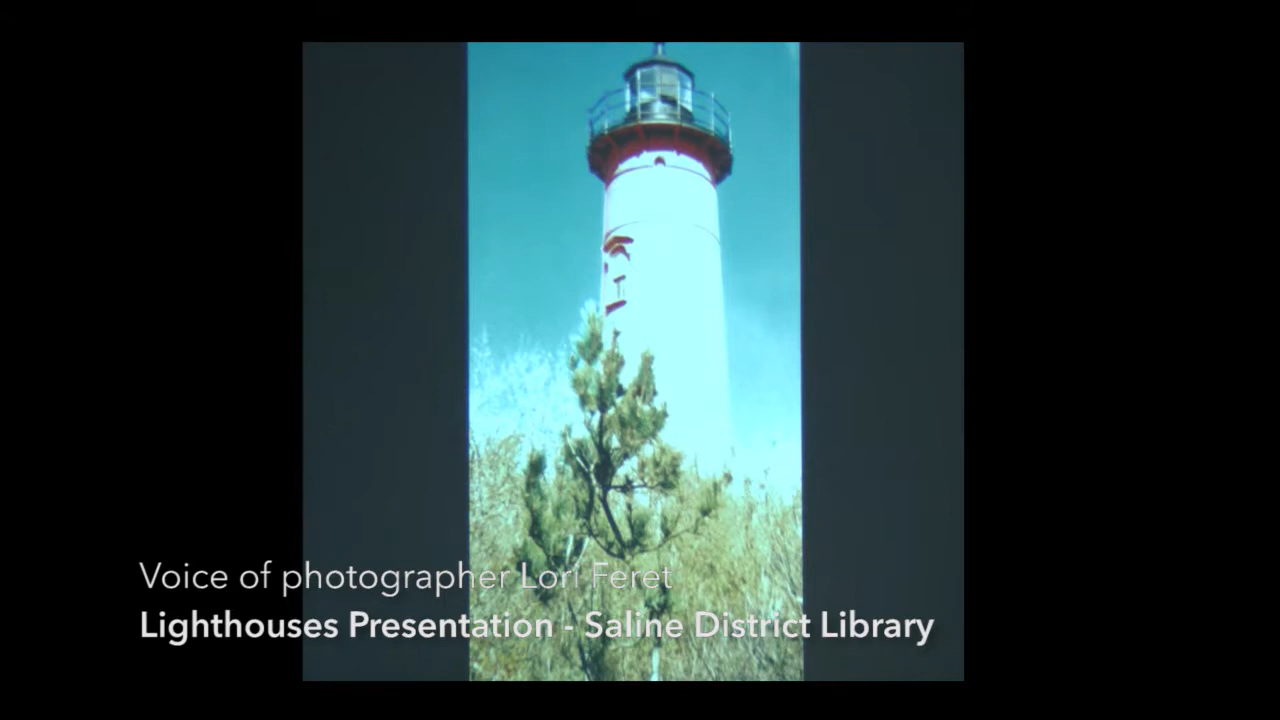 Voice of photographer Lori Feret
Lighthouses Presentation - Saline District Library